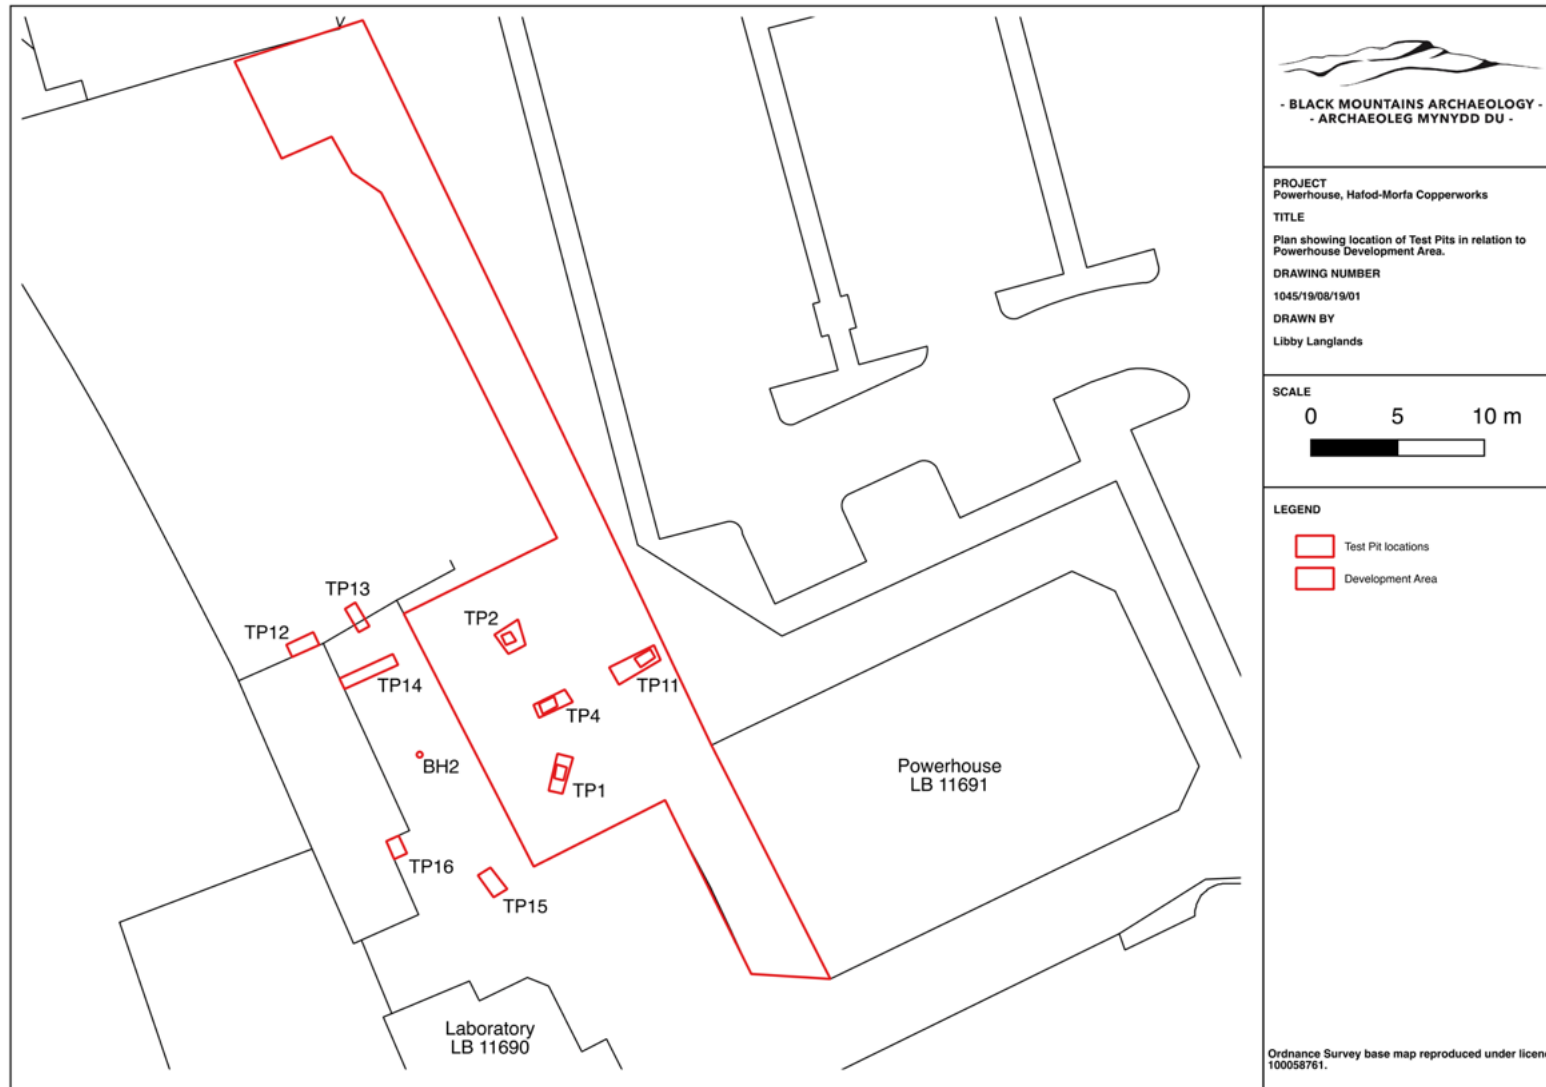 - BLACK MOUNTAINS ARCHAEOLOGY -
- ARCHAEOLEG MYNYDD DU -
PROJECT
Powerhouse, Hafod-Morfa Copperworks
TITLE
Plan showing location of Test Pits in relation to
Powerhouse Development Area.
DRAWING NUMBER
1045/19/08/19/01
DRAWN BY
Libby Langlands
SCALE
0 5 10 m
LEGEND
Test Pit locations
Development Area
TP13
TP12
TP2
TP14
TP11
TP4
BH2
TP1
Powerhouse
LB 11691
TP16
TP15
Laboratory
LB 11690
Ordnance Survey base map reproduced under licen
100058761.